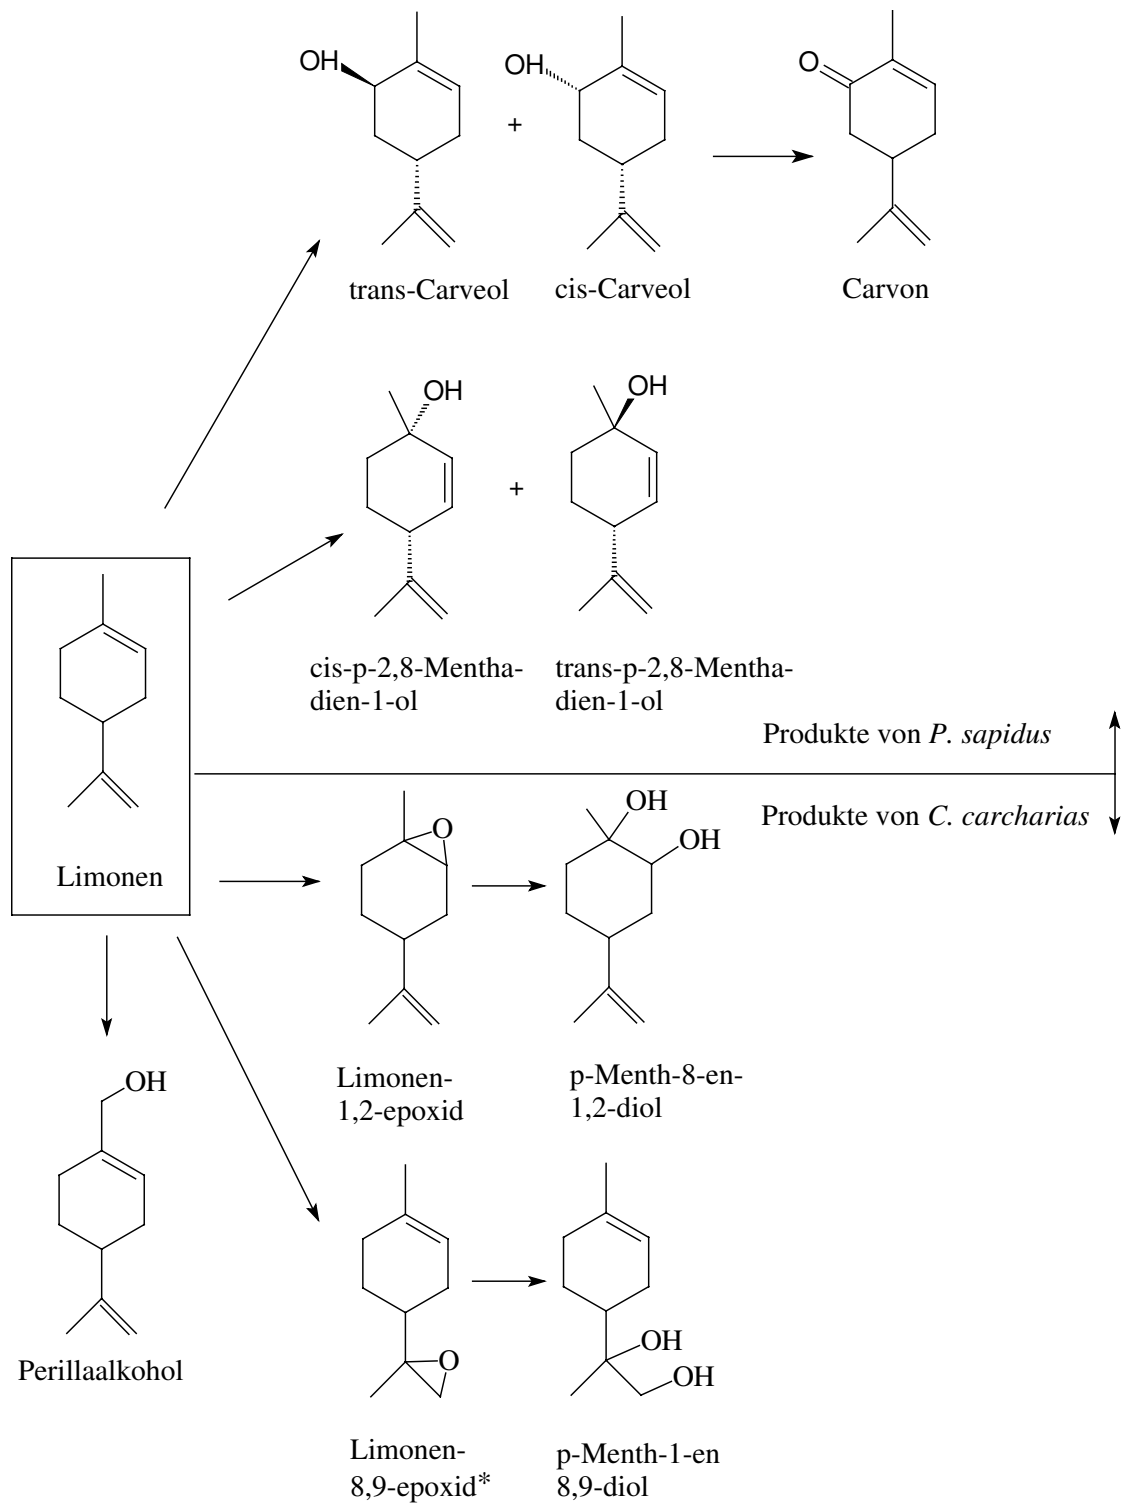 OH
OH
O
+
trans-Carveol
cis-Carveol
Carvon
OH
OH
+
cis-p-2,8-Mentha-
dien-1-ol
trans-p-2,8-Mentha-
dien-1-ol
Produkte von P. sapidus
Produkte von C. carcharias
Limonen
O
OH
OH
Limonen-
1,2-epoxid
p-Menth-8-en-
1,2-diol
OH
Perillaalkohol
O
OH
OH
Limonen-
8,9-epoxid*
p-Menth-1-en
8,9-diol